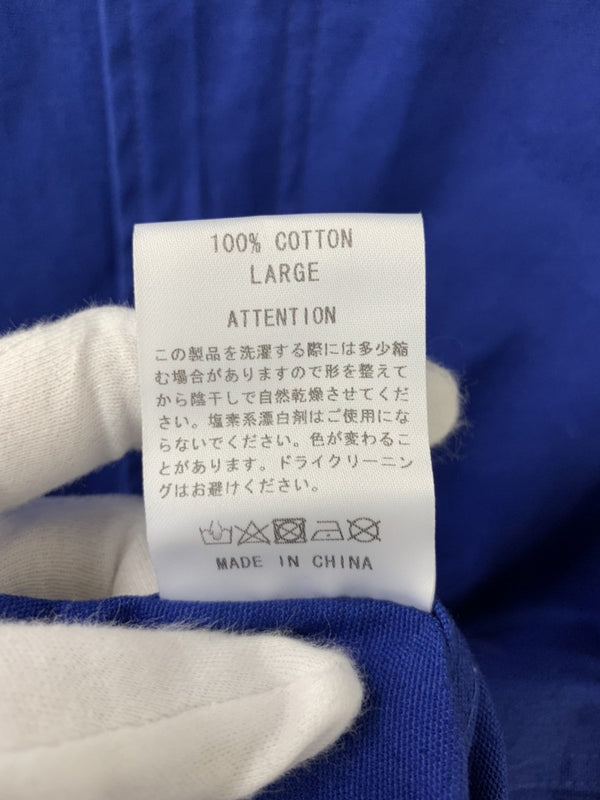 100% COTTON
LARGE
ATTENTION
この製品を洗濯する際には多少縮
む場合がありますので形を整えて
から陰干しで自然乾燥させてくだ
さい。塩素系漂白剤はご使用にな
らないでください。色が変わるこ
とがあります。ドライクリーニン
グはお避けください。
MADE IN CHINA